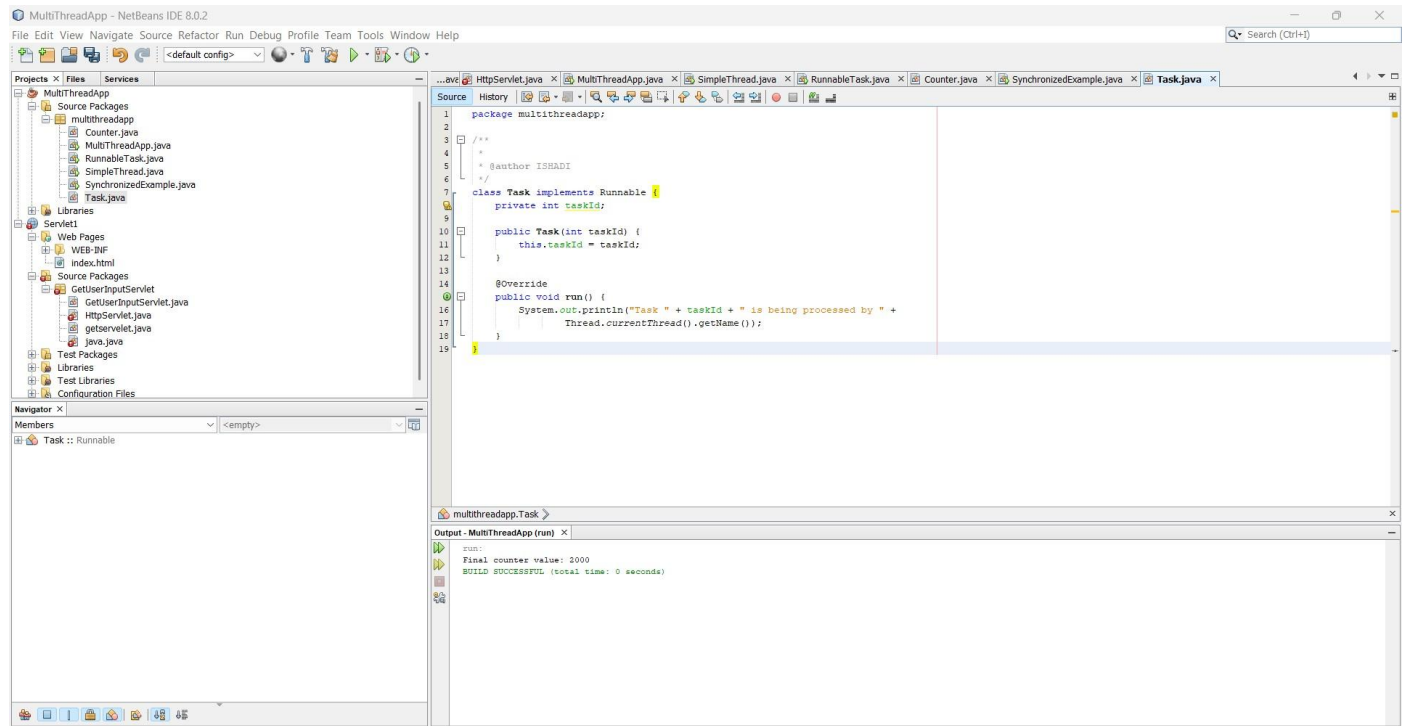 MultiThreadApp - NetBeans IDE 8.0.2
File Edit View Navigate Source Refactor Run Debug Profile Team Tools Window Help
Search (Ctrl+I)
<default config>
Projects × Files Services
MultiThreadApp
Source Packages
multithreadapp
Counter.java
MultiThreadApp.java
RunnableTask.java
SimpleThread.java
SynchronizedExample.java
Task.java
Libraries
Servlet1
Web Pages
WEB-INF
index.html
Source Packages
GetUserInputServlet
GetUserInputServlet.java
HttpServlet.java
getservelet.java
java.java
Test Packages
Libraries
Test Libraries
Configuration Files
Navigator ×
Members <empty>
Task :: Runnable
...ava HttpServlet.java × MultiThreadApp.java × SimpleThread.java × RunnableTask.java × Counter.java × SynchronizedExample.java × Task.java ×
Source History
1 package multithreadapp;
2
3 /**
4 *
5 * @author ISHADI
6 */
7 class Task implements Runnable {
private int taskId;
9
10 public Task(int taskId) {
11 this.taskId = taskId;
12 }
13
14 @Override
public void run() {
16 System.out.println("Task " + taskId + " is being processed by " +
17 Thread.currentThread().getName());
18 }
19 }
multithreadapp.Task
Output - MultiThreadApp (run) ×
run:
Final counter value: 2000
BUILD SUCCESSFUL (total time: 0 seconds)